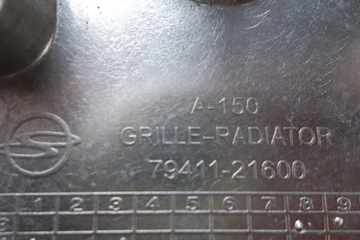 A-150
GRILLE-RADIATOR
79411-21600
1 2 3 4 5 6 7 8 9